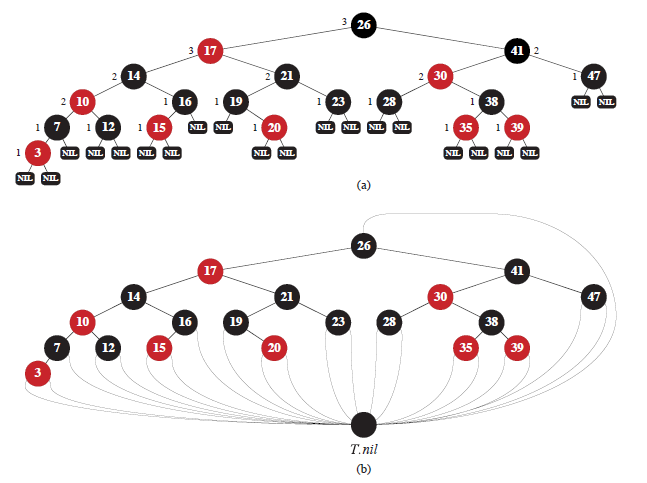 3 26
3 17 41 2
2 14 2 21 2 30 1 47
2 10 1 16 1 19 1 23 1 28 1 38 NIL NIL
1 7 1 12 1 15 NIL NIL 1 20 NIL NIL NIL NIL 1 35 1 39
1 3 NIL NIL NIL NIL NIL NIL NIL NIL NIL NIL NIL
NIL NIL
(a)
26
17 41
14 21 30 47
10 16 19 23 28 38
7 12 15 20 35 39
3
T.nil
(b)